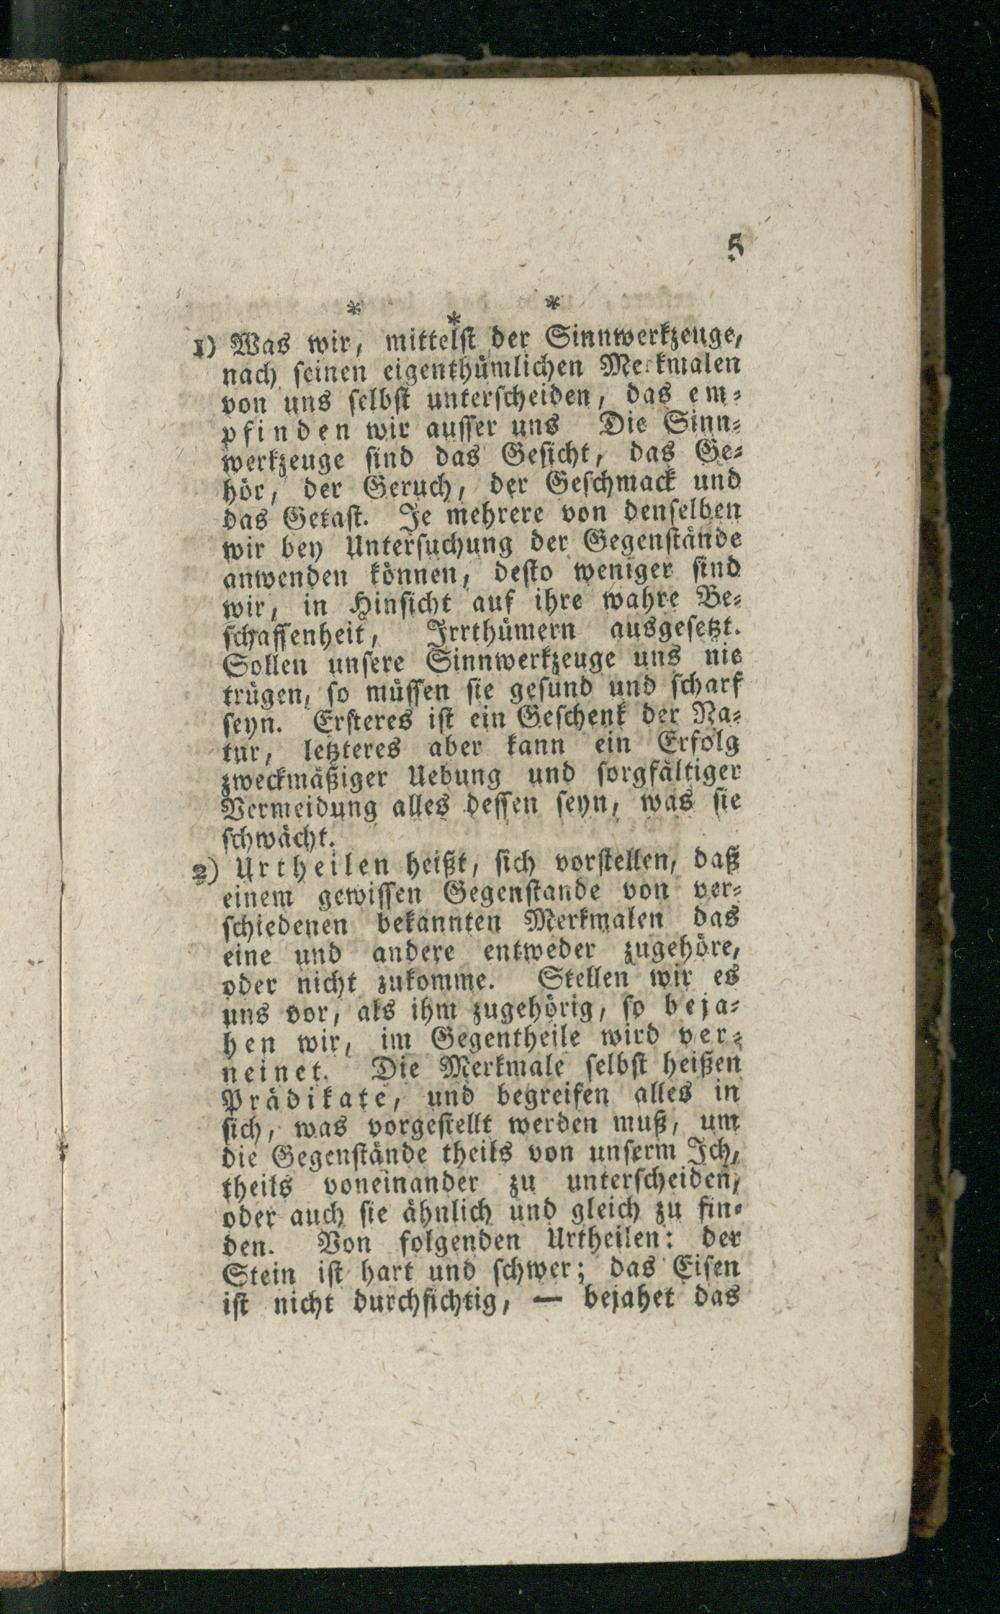 5
* * *
1) Was wir, mittelst der Sinnwerkzeuge,
nach seinen eigenthümlichen Merkmalen
von uns selbst unterscheiden, das em-
pfinden wir ausser uns Die Sinn-
werkzeuge sind das Gesicht, das Ge-
hör, der Geruch, der Geschmack und
das Getast. Je mehrere von denselben
wir bey Untersuchung der Gegenstände
anwenden können, desto weniger sind
wir, in Hinsicht auf ihre wahre Be-
schaffenheit, Irrthümern ausgesetzt.
Sollen unsere Sinnwerkzeuge uns nie
trügen, so müssen sie gesund und scharf
seyn. Ersteres ist ein Geschenk der Na-
tur, letzteres aber kann ein Erfolg
zweckmäßiger Uebung und sorgfältiger
Vermeidung alles dessen seyn, was sie
schwächt.
2) Urtheilen heißt, sich vorstellen, daß
einem gewissen Gegenstande von ver-
schiedenen bekannten Merkmalen das
eine und andere entweder zugehöre,
oder nicht zukomme. Stellen wir es
uns vor, als ihm zugehörig, so beja-
hen wir, im Gegentheile wird ver-
neinet. Die Merkmale selbst heißen
Prädikate, und begreifen alles in
sich, was vorgestellt werden muß, um
die Gegenstände theils von unserm Ich,
theils voneinander zu unterscheiden,
oder auch sie ähnlich und gleich zu fin-
den. Von folgenden Urtheilen: der
Stein ist hart und schwer; das Eisen
ist nicht durchsichtig, — bejahet das